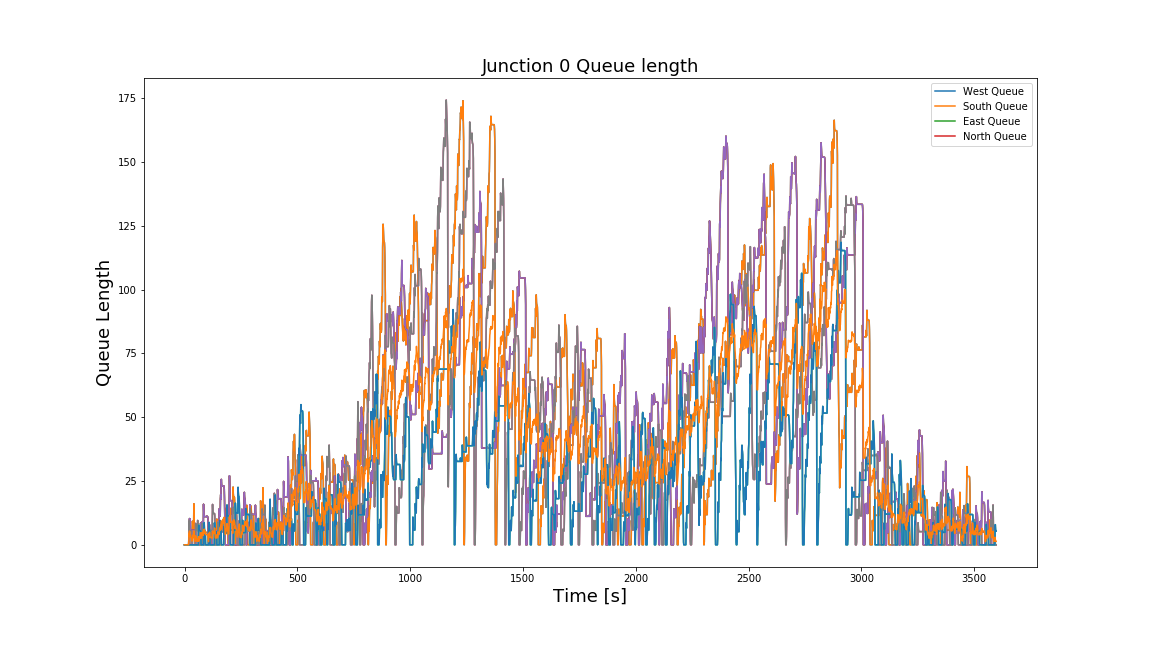 Junction 0 Queue length
West Queue
South Queue
East Queue
North Queue
Queue Length
175
150
125
100
75
50
25
0
0 500 1000 1500 2000 2500 3000 3500
Time [s]